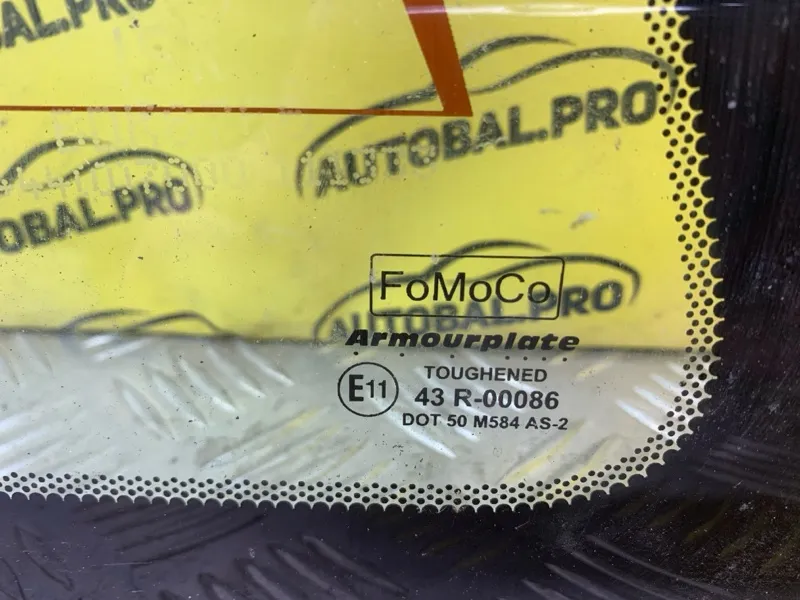 AUTOBAL.PRO
AUTOBAL.PRO
FoMoCo
AUTOBAL.PRO
Armourplate
TOUGHENED
E11
43 R-00086
DOT 50 M584 AS-2